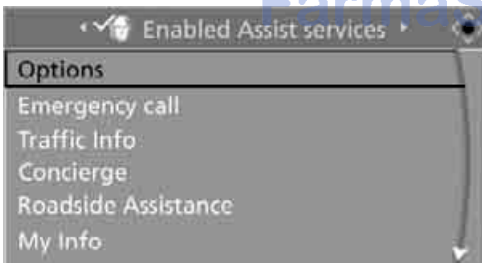 Enabled Assist services
Options
Emergency call
Traffic Info
Concierge
Roadside Assistance
My Info